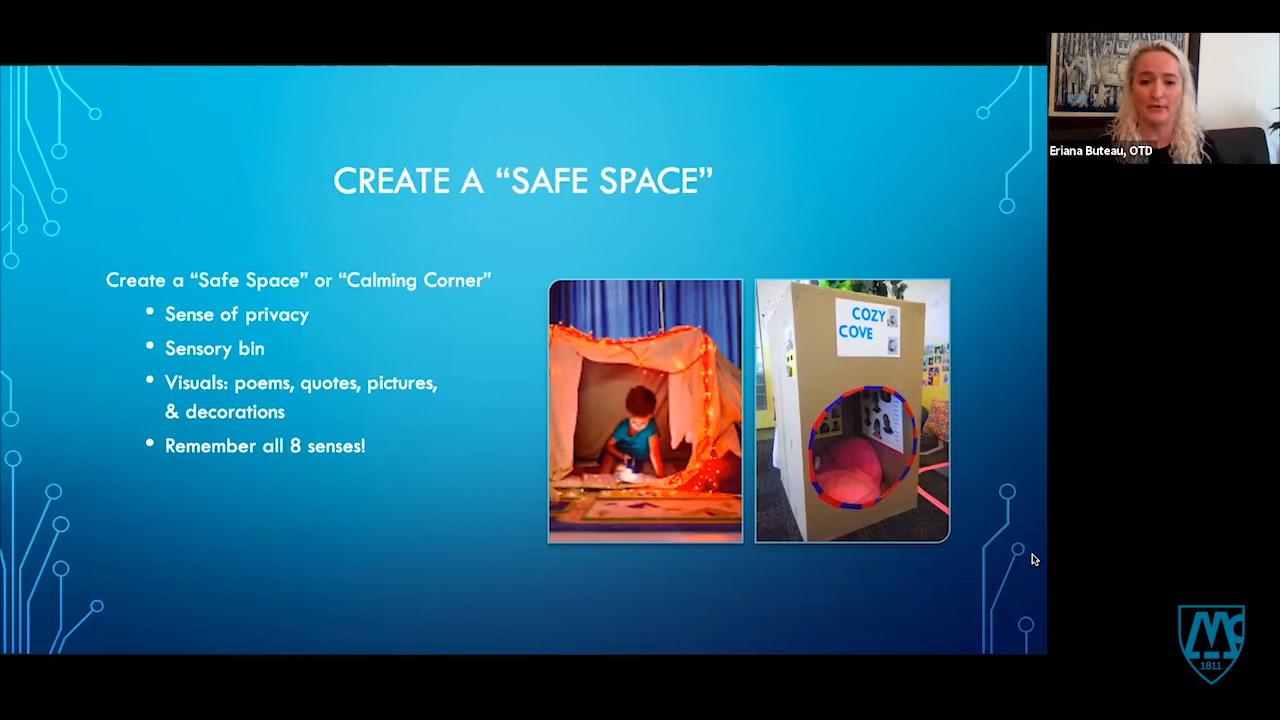 CREATE A “SAFE SPACE”
Create a “Safe Space” or “Calming Corner”
• Sense of privacy
• Sensory bin
• Visuals: poems, quotes, pictures,
& decorations
• Remember all 8 senses!
COZY
COVE
Eriana Buteau, OTD
Mc
1811